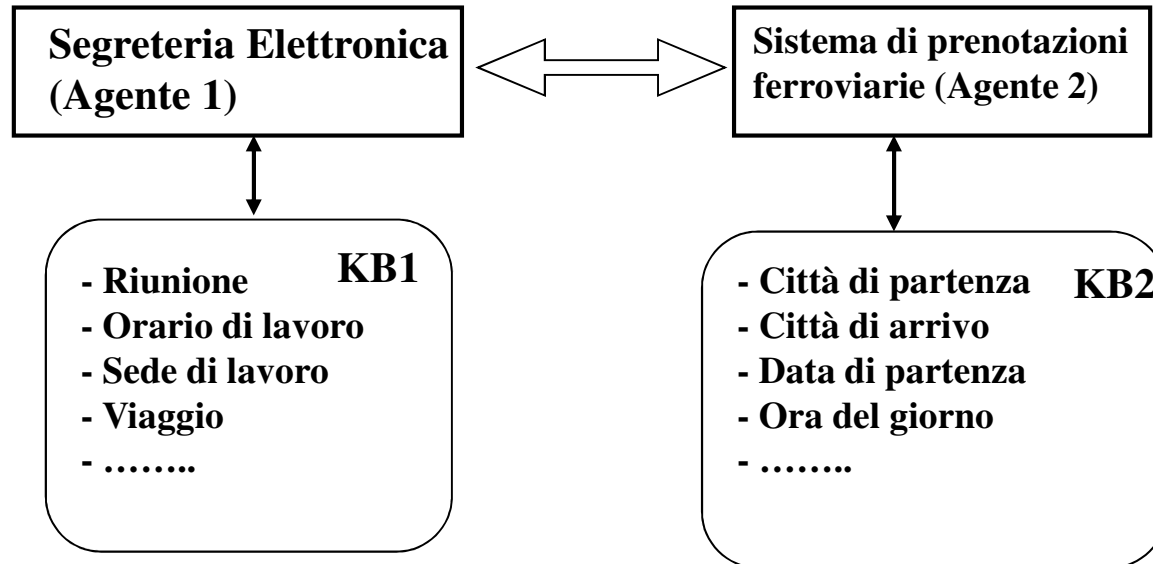 Segreteria Elettronica
(Agente 1)
Sistema di prenotazioni
ferroviarie (Agente 2)
KB1
- Riunione
- Orario di lavoro
- Sede di lavoro
- Viaggio
- ……..
KB2
- Città di partenza
- Città di arrivo
- Data di partenza
- Ora del giorno
- ……..